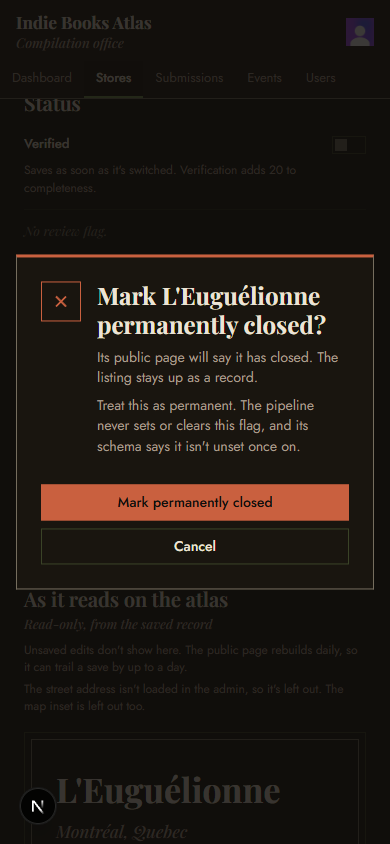 Indie Books Atlas
Compilation office
Dashboard Stores Submissions Events Users
Status
Verified
Saves as soon as it's switched. Verification adds 20 to
completeness.
No review flag.
Mark L'Euguélionne
permanently closed?
Its public page will say it has closed. The
listing stays up as a record.
Treat this as permanent. The pipeline
never sets or clears this flag, and its
schema says it isn't unset once on.
Mark permanently closed
Cancel
As it reads on the atlas
Read-only, from the saved record
Unsaved edits don't show here. The public page rebuilds daily, so
it can trail a save by up to a day.
The street address isn't loaded in the admin, so it's left out. The
map inset is left out too.
L'Euguélionne
N
Montréal, Quebec